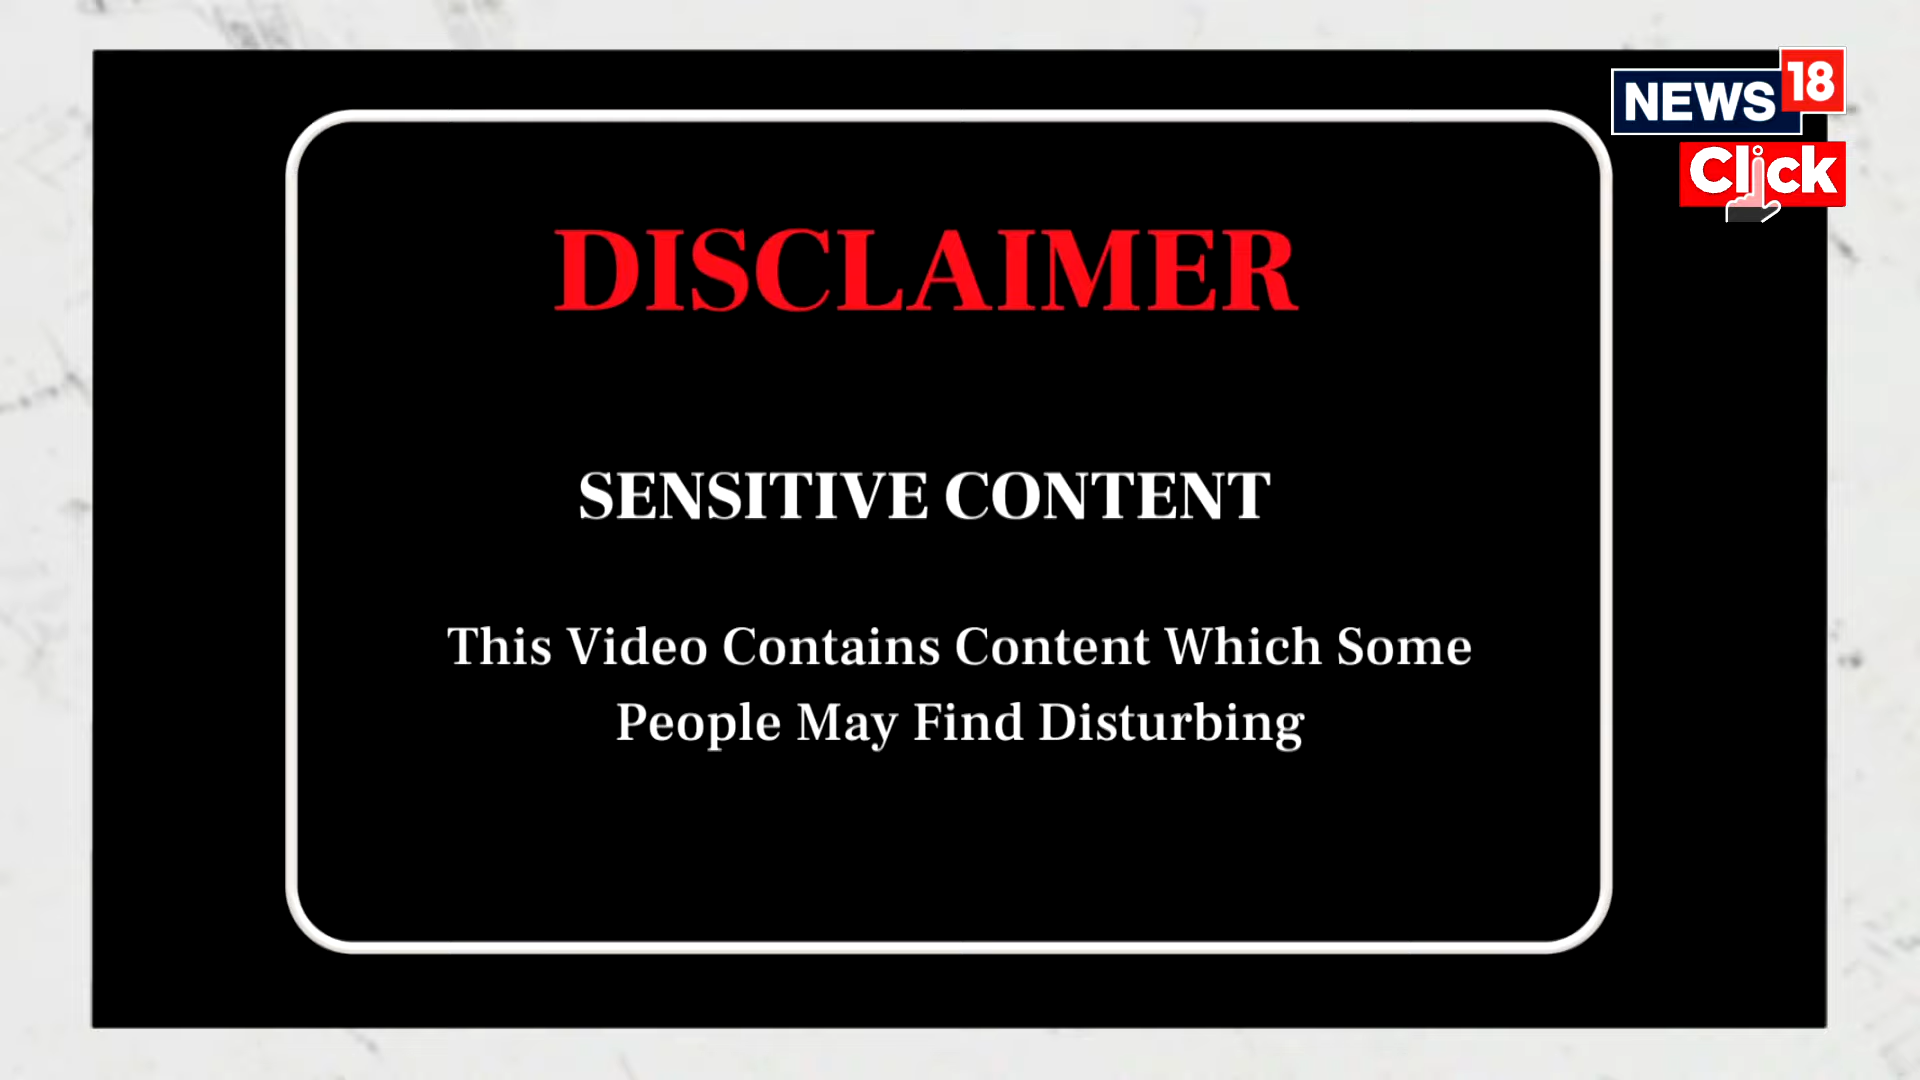 NEWS 18
Click
DISCLAIMER
SENSITIVE CONTENT
This Video Contains Content Which Some
People May Find Disturbing